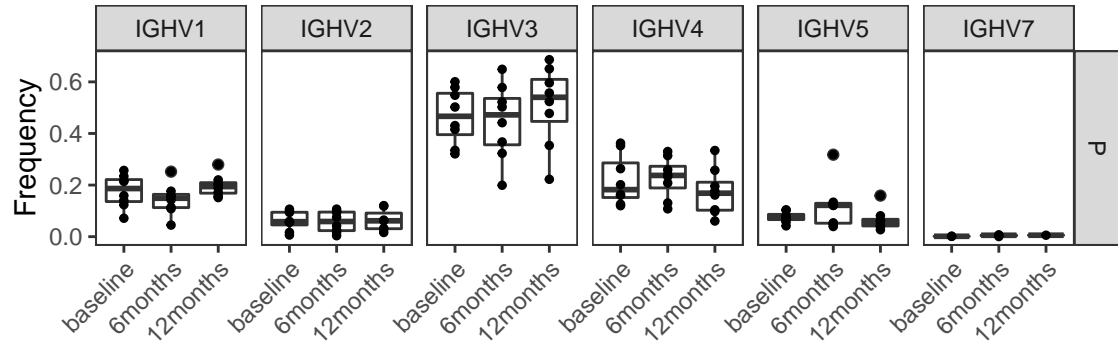 IGHV1 IGHV2 IGHV3 IGHV4 IGHV5 IGHV7
Frequency
0.6
0.4
0.2
0.0
P
baseline 6months 12months baseline 6months 12months baseline 6months 12months baseline 6months 12months baseline 6months 12months baseline 6months 12months